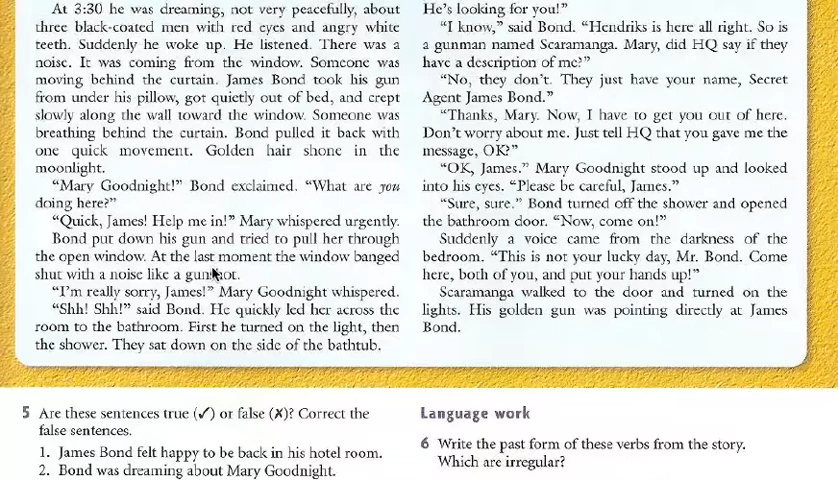 At 3:30 he was dreaming, not very peacefully, about
three black-coated men with red eyes and angry white
teeth. Suddenly he woke up. He listened. There was a
noise. It was coming from the window. Someone was
moving behind the curtain. James Bond took his gun
from under his pillow, got quietly out of bed, and crept
slowly along the wall toward the window. Someone was
breathing behind the curtain. Bond pulled it back with
one quick movement. Golden hair shone in the
moonlight.
“Mary Goodnight!” Bond exclaimed. “What are you
doing here?”
“Quick, James! Help me in!” Mary whispered urgently.
Bond put down his gun and tried to pull her through
the open window. At the last moment the window banged
shut with a noise like a gunshot.
“I’m really sorry, James!” Mary Goodnight whispered.
“Shh! Shh!” said Bond. He quickly led her across the
room to the bathroom. First he turned on the light, then
the shower. They sat down on the side of the bathtub.
He’s looking for you!”
“I know,” said Bond. “Hendriks is here all right. So is
a gunman named Scaramanga. Mary, did HQ say if they
have a description of me?”
“No, they don’t. They just have your name, Secret
Agent James Bond.”
“Thanks, Mary. Now, I have to get you out of here.
Don’t worry about me. Just tell HQ that you gave me the
message, OK?”
“OK, James.” Mary Goodnight stood up and looked
into his eyes. “Please be careful, James.”
“Sure, sure.” Bond turned off the shower and opened
the bathroom door. “Now, come on!”
Suddenly a voice came from the darkness of the
bedroom. “This is not your lucky day, Mr. Bond. Come
here, both of you, and put your hands up!”
Scaramanga walked to the door and turned on the
lights. His golden gun was pointing directly at James
Bond.
5 Are these sentences true (✓) or false (✗)? Correct the
false sentences.
1. James Bond felt happy to be back in his hotel room.
2. Bond was dreaming about Mary Goodnight.
Language work
6 Write the past form of these verbs from the story.
Which are irregular?